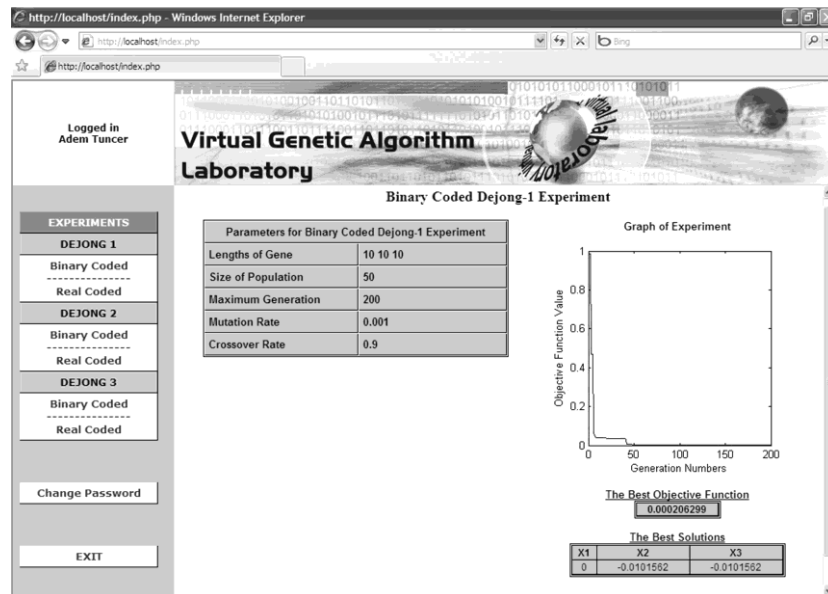 http://localhost/index.php - Windows Internet Explorer
http://localhost/index.php
Bing
http://localhost/index.php
Logged in
Adem Tuncer
Virtual Genetic Algorithm
Laboratory
virtual laboratory
Binary Coded Dejong-1 Experiment
EXPERIMENTS
DEJONG 1
Binary Coded
Real Coded
DEJONG 2
Binary Coded
Real Coded
DEJONG 3
Binary Coded
Real Coded
Change Password
EXIT
Parameters for Binary Coded Dejong-1 Experiment
Lengths of Gene 10 10 10
Size of Population 50
Maximum Generation 200
Mutation Rate 0.001
Crossover Rate 0.9
Graph of Experiment
Objective Function Value
1
0.8
0.6
0.4
0.2
0
0 50 100 150 200
Generation Numbers
The Best Objective Function
0.000206299
The Best Solutions
X1 X2 X3
0 -0.0101562 -0.0101562